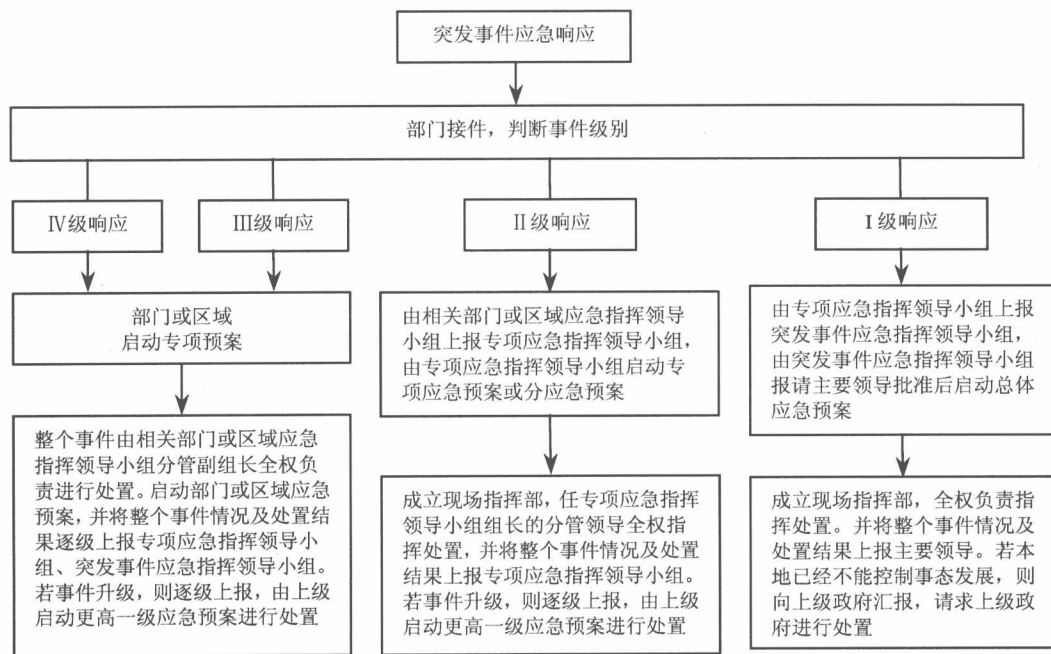 突发事件应急响应
部门接件，判断事件级别
Ⅳ级响应
Ⅲ级响应
Ⅱ级响应
Ⅰ级响应
部门或区域
启动专项预案
由相关部门或区域应急指挥领导
小组上报专项应急指挥领导小组，
由专项应急指挥领导小组启动专
项应急预案或分应急预案
由专项应急指挥领导小组上报
突发事件应急指挥领导小组，
由突发事件应急指挥领导小组
报请主要领导批准后启动总体
应急预案
整个事件由相关部门或区域应急
指挥领导小组分管副组长全权负
责进行处置。启动部门或区域应急
预案，并将整个事件情况及处置结
果逐级上报专项应急指挥领导小
组、突发事件应急指挥领导小组。
若事件升级，则逐级上报，由上级
启动更高一级应急预案进行处置
成立现场指挥部，任专项应急指挥
领导小组组长的分管领导全权指
挥处置，并将整个事件情况及处置
结果上报专项应急指挥领导小组。
若事件升级，则逐级上报，由上级
启动更高一级应急预案进行处置
成立现场指挥部，全权负责指
挥处置。并将整个事件情况及
处置结果上报主要领导。若本
地已经不能控制事态发展，则
向上级政府汇报，请求上级政
府进行处置